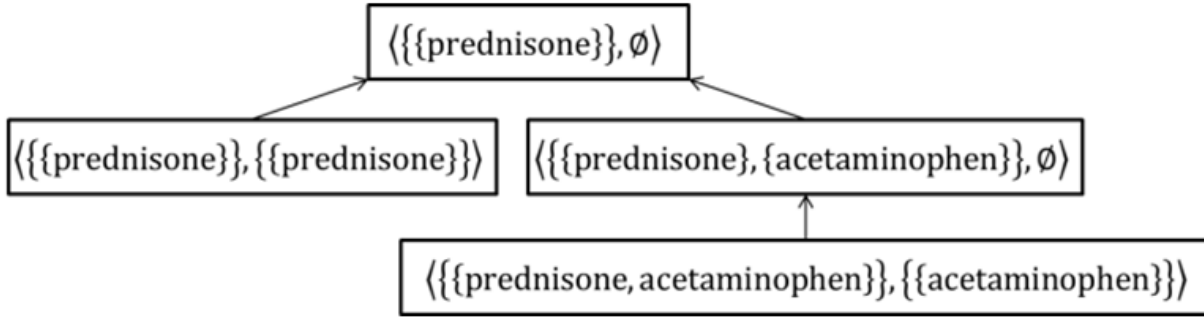 ⟨{{prednisone}}, ∅⟩
⟨{{prednisone}}, {{prednisone}}⟩
⟨{{prednisone}, {acetaminophen}}, ∅⟩
⟨{{prednisone, acetaminophen}}, {{acetaminophen}}⟩